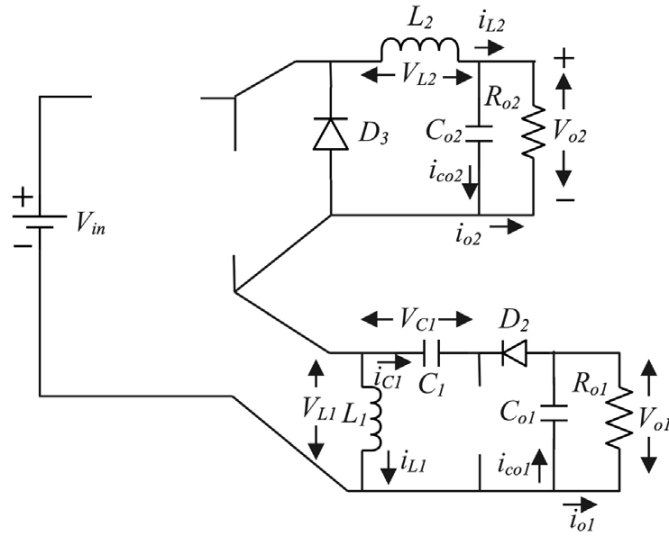 L2
iL2
+
VL2
Ro2
D3
Co2
Vo2
ico2
−
io2
+
Vin
−
VC1
D2
iC1
C1
Ro1
VL1
L1
Co1
Vo1
iL1
ico1
io1